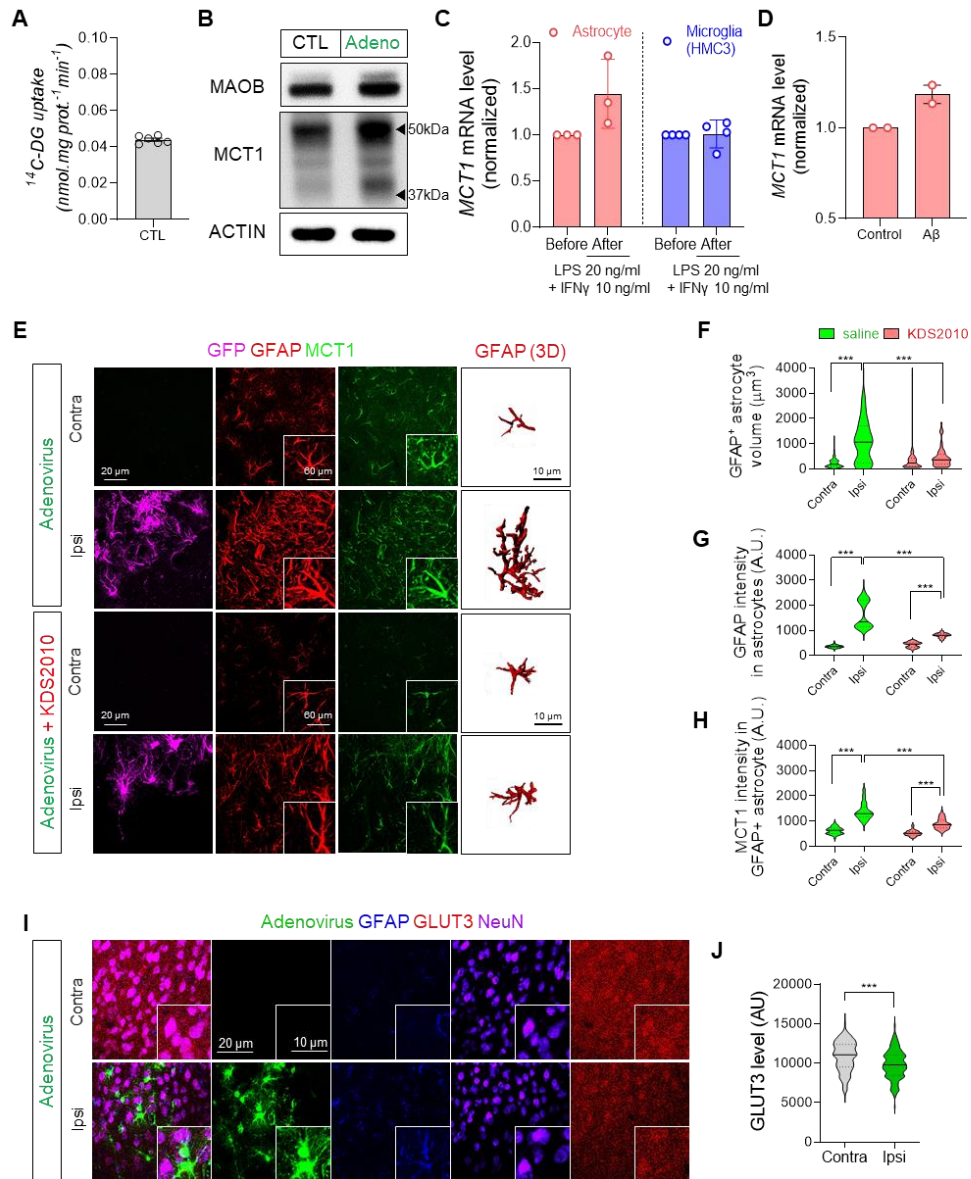 A
¹⁴C-DG uptake
(nmol.mg prot.⁻¹ min⁻¹)
0.10
0.08
0.06
0.04
0.02
0.00
CTL
B
CTL
Adeno
MAOB
MCT1
50kDa
37kDa
ACTIN
C
Astrocyte
Microglia
(HMC3)
MCT1 mRNA level
(normalized)
2.0
1.5
1.0
0.5
0.0
Before After
Before After
LPS 20 ng/ml
+ IFNγ 10 ng/ml
LPS 20 ng/ml
+ IFNγ 10 ng/ml
D
MCT1 mRNA level
(normalized)
1.5
1.0
0.5
Control
Aβ
E
GFP GFAP MCT1
GFAP (3D)
Adenovirus
Contra
20 µm
60 µm
10 µm
Ipsi
Adenovirus + KDS2010
Contra
20 µm
60 µm
10 µm
Ipsi
F
saline
KDS2010
GFAP⁺ astrocyte
volume (µm³)
4000
3000
2000
1000
0
***
***
Contra
Ipsi
Contra
Ipsi
G
GFAP intensity
in astrocytes (A.U.)
4000
3000
2000
1000
0
***
***
***
Contra
Ipsi
Contra
Ipsi
H
MCT1 intensity in
GFAP+ astrocyte (A.U.)
4000
3000
2000
1000
0
***
***
***
Contra
Ipsi
Contra
Ipsi
I
Adenovirus GFAP GLUT3 NeuN
Adenovirus
Contra
20 µm
10 µm
Ipsi
J
GLUT3 level (AU)
20000
15000
10000
5000
0
***
Contra
Ipsi